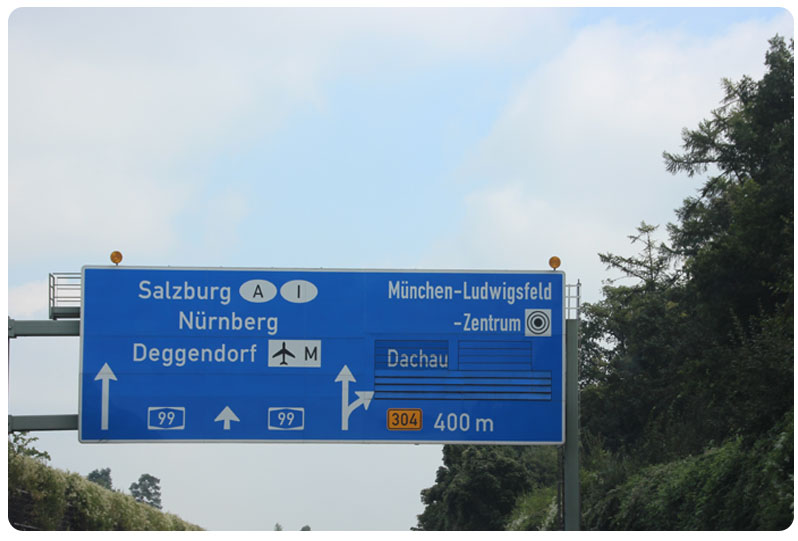 Salzburg A I
Nürnberg
Deggendorf M
99 99
München-Ludwigsfeld
-Zentrum
Dachau
304 400 m